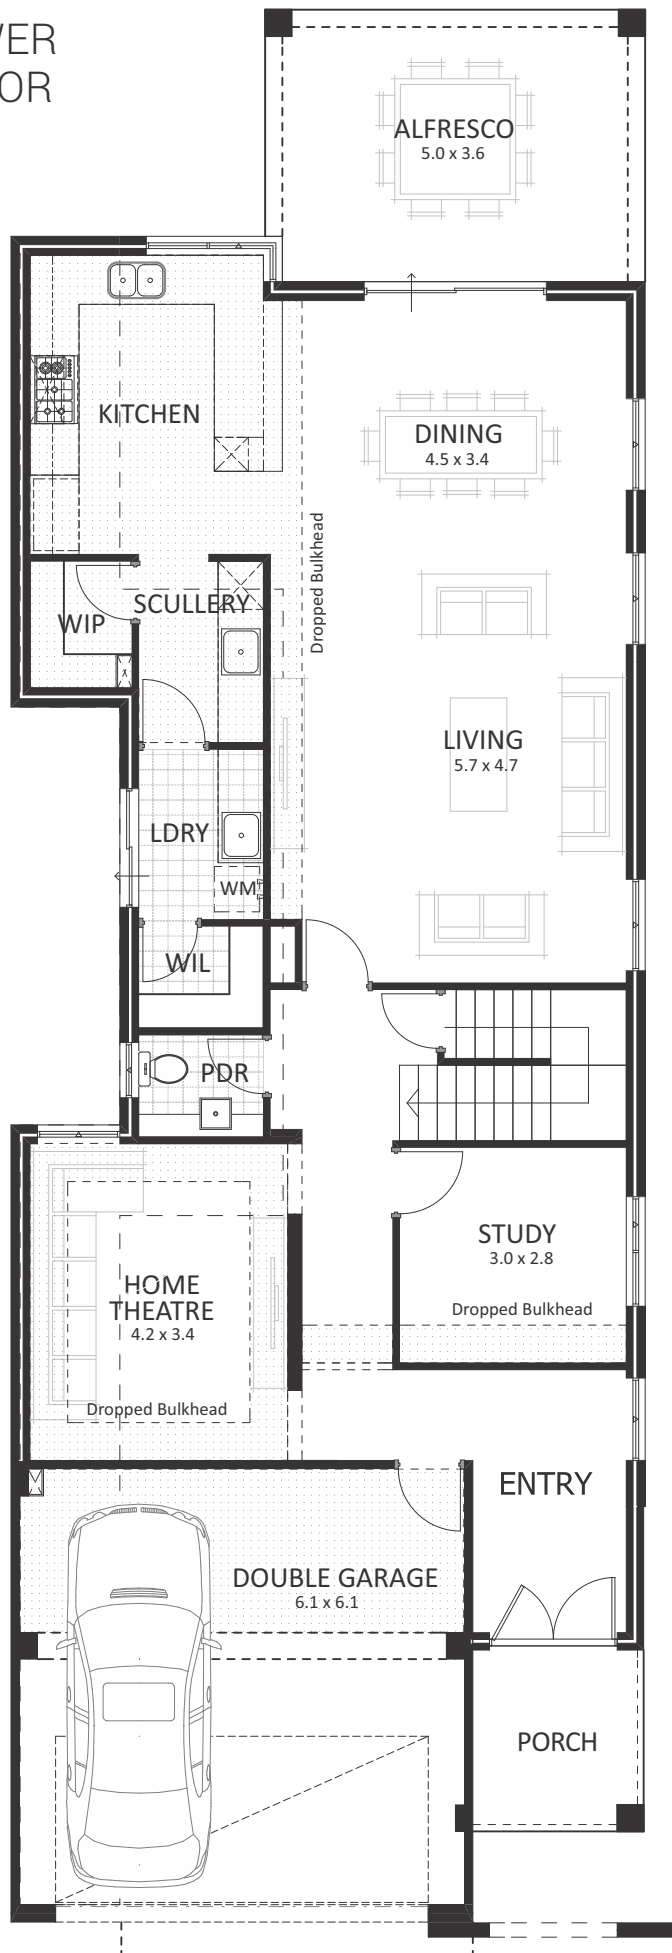 ALFRESCO
5.0 x 3.6
KITCHEN
DINING
4.5 x 3.4
Dropped Bulkhead
SCULLERY
WIP
LIVING
5.7 x 4.7
LDRY
WM
WIL
PDR
STUDY
3.0 x 2.8
Dropped Bulkhead
HOME
THEATRE
4.2 x 3.4
Dropped Bulkhead
ENTRY
DOUBLE GARAGE
6.1 x 6.1
PORCH